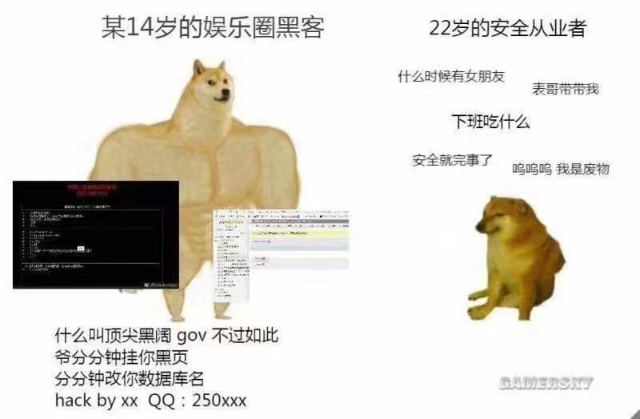 某14岁的娱乐圈黑客
22岁的安全从业者
什么时候有女朋友
表哥带带我
下班吃什么
安全就完事了
呜呜呜 我是废物
什么叫顶尖黑阔 gov 不过如此
爷分分钟挂你黑页
分分钟改你数据库名
hack by xx QQ：250xxx
GAMERSKY